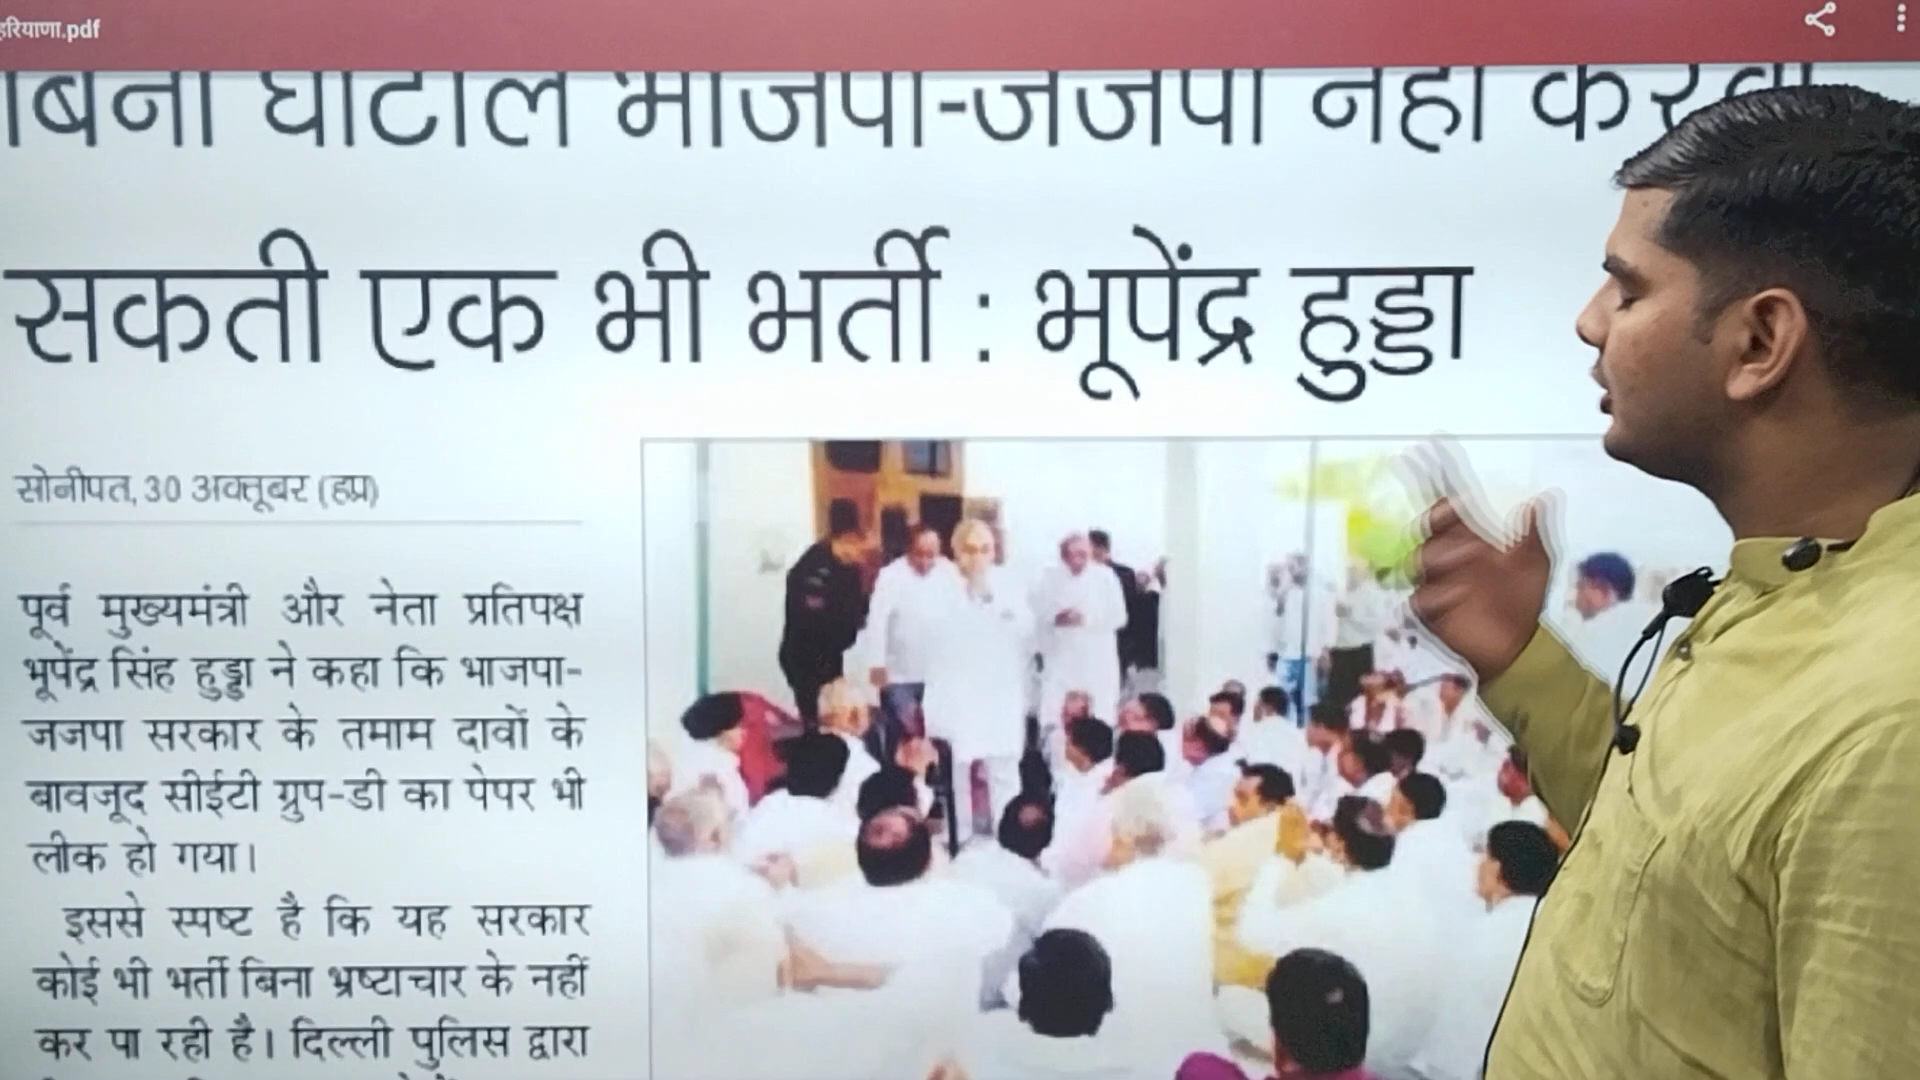 हरियाणा.pdf
बिना घोटाले भाजपा-जजपा नहीं
सकती एक भी भर्ती : भूपेंद्र हुड्डा
सोनीपत, 30 अक्तूबर (हप्र)
पूर्व मुख्यमंत्री और नेता प्रतिपक्ष
भूपेंद्र सिंह हुड्डा ने कहा कि भाजपा-
जजपा सरकार के तमाम दावों के
बावजूद सीईटी ग्रुप-डी का पेपर भी
लीक हो गया।
इससे स्पष्ट है कि यह सरकार
कोई भी भर्ती बिना भ्रष्टाचार के नहीं
कर पा रही है। दिल्ली पुलिस द्वारा